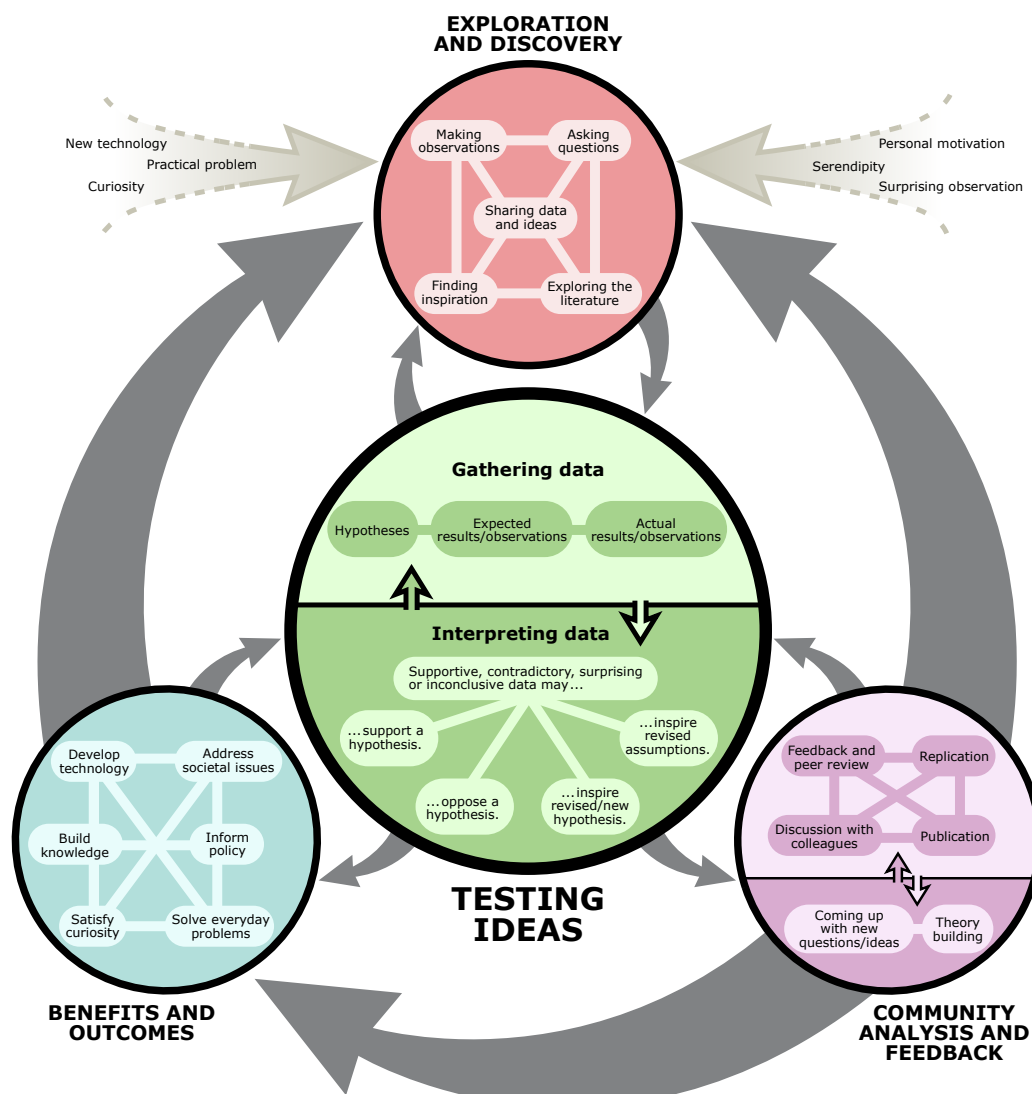 EXPLORATION
AND DISCOVERY
New technology
Practical problem
Curiosity
Personal motivation
Serendipity
Surprising observation
Making
observations
Asking
questions
Sharing data
and ideas
Finding
inspiration
Exploring the
literature
Gathering data
Hypotheses
Expected
results/observations
Actual
results/observations
Interpreting data
Supportive, contradictory, surprising
or inconclusive data may...
...support a
hypothesis.
...inspire
revised
assumptions.
...oppose a
hypothesis.
...inspire
revised/new
hypothesis.
TESTING
IDEAS
Develop
technology
Address
societal issues
Build
knowledge
Inform
policy
Satisfy
curiosity
Solve everyday
problems
BENEFITS AND
OUTCOMES
Feedback and
peer review
Replication
Discussion with
colleagues
Publication
Coming up
with new
questions/ideas
Theory
building
COMMUNITY
ANALYSIS AND
FEEDBACK